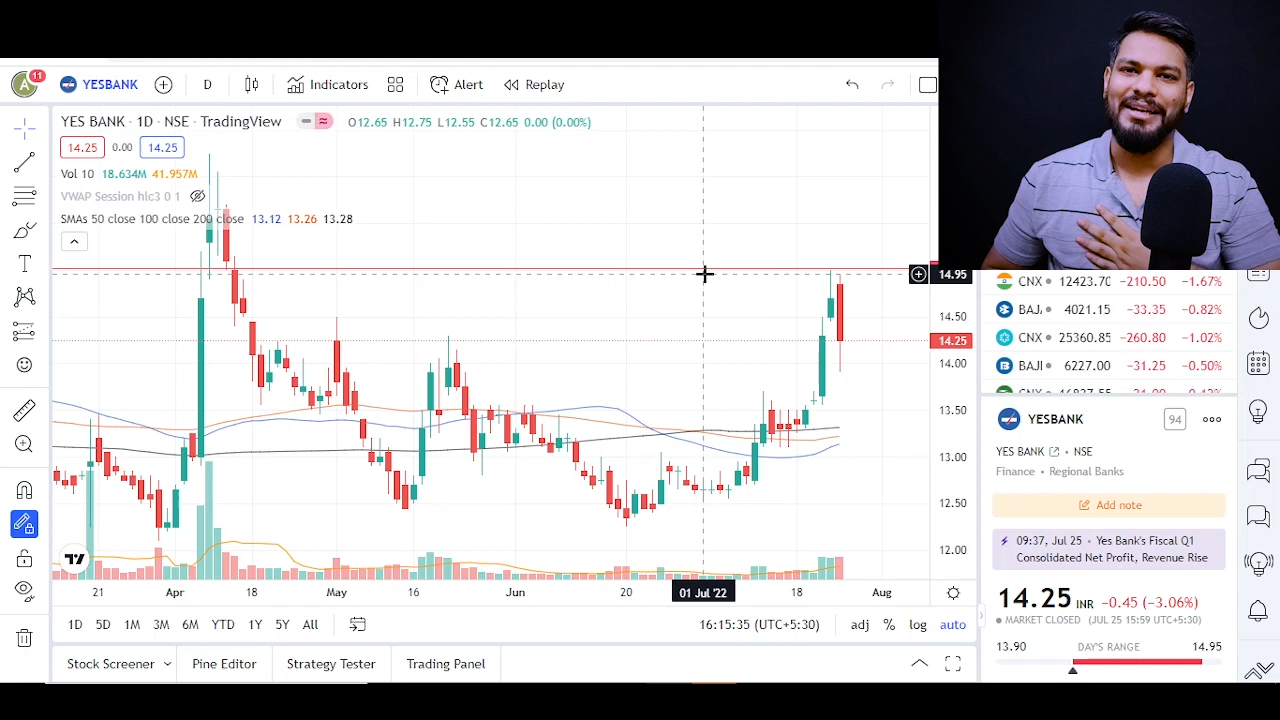 A 11 YESBANK D Indicators Alert Replay
YES BANK · 1D · NSE · TradingView O12.65 H12.75 L12.55 C12.65 0.00 (0.00%)
14.25 0.00 14.25
Vol 10 18.634M 41.957M
VWAP Session hlc3 0 1
SMAs 50 close 100 close 200 close 13.12 13.26 13.28
14.95
14.50
14.25
14.00
13.50
13.00
12.50
12.00
21 Apr 18 May 16 Jun 20 01 Jul '22 18 Aug
1D 5D 1M 3M 6M YTD 1Y 5Y All 16:15:35 (UTC+5:30) adj % log auto
Stock Screener Pine Editor Strategy Tester Trading Panel
CNX 12423.70 −210.50 −1.67%
BAJ 4021.15 −33.35 −0.82%
CNX 25360.85 −260.80 −1.02%
BAJI 6227.00 −31.25 −0.50%
YESBANK 94
YES BANK · NSE
Finance · Regional Banks
Add note
09:37, Jul 25 · Yes Bank's Fiscal Q1
Consolidated Net Profit, Revenue Rise
14.25 INR −0.45 (−3.06%)
MARKET CLOSED (JUL 25 15:59 UTC+5:30)
13.90 DAY'S RANGE 14.95